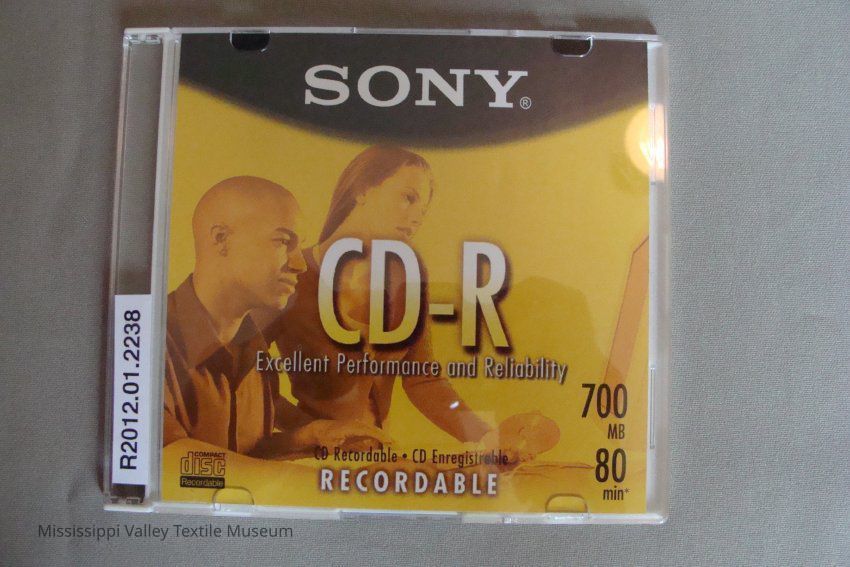 SONY®
CD-R
Excellent Performance and Reliability
700
MB
80
min*
CD Recordable • CD Enregistrable
RECORDABLE
COMPACT
disc
Recordable
R2012.01.2238
Mississippi Valley Textile Museum